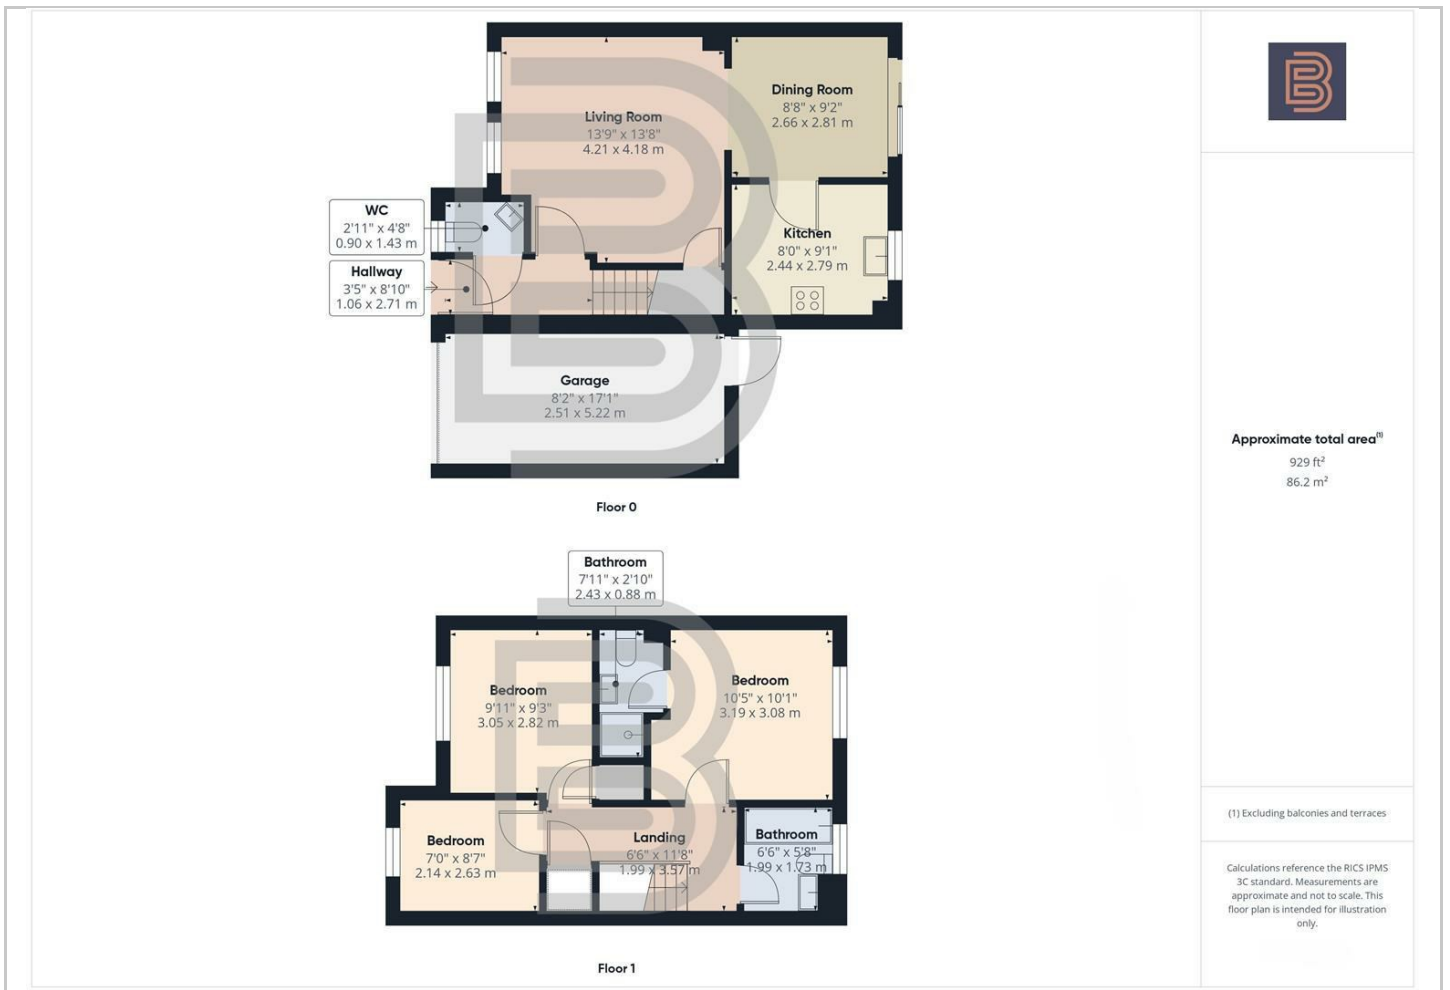 Living Room
13'9" x 13'8"
4.21 x 4.18 m
Dining Room
8'8" x 9'2"
2.66 x 2.81 m
WC
2'11" x 4'8"
0.90 x 1.43 m
Hallway
3'5" x 8'10"
1.06 x 2.71 m
Kitchen
8'0" x 9'1"
2.44 x 2.79 m
Garage
8'2" x 17'1"
2.51 x 5.22 m
Floor 0
Bathroom
7'11" x 2'10"
2.43 x 0.88 m
Bedroom
9'11" x 9'3"
3.05 x 2.82 m
Bedroom
10'5" x 10'1"
3.19 x 3.08 m
Bedroom
7'0" x 8'7"
2.14 x 2.63 m
Landing
6'6" x 11'8"
1.99 x 3.57 m
Bathroom
6'6" x 5'8"
1.99 x 1.73 m
Floor 1
B
Approximate total area(1)
929 ft²
86.2 m²
(1) Excluding balconies and terraces
Calculations reference the RICS IPMS
3C standard. Measurements are
approximate and not to scale. This
floor plan is intended for illustration
only.